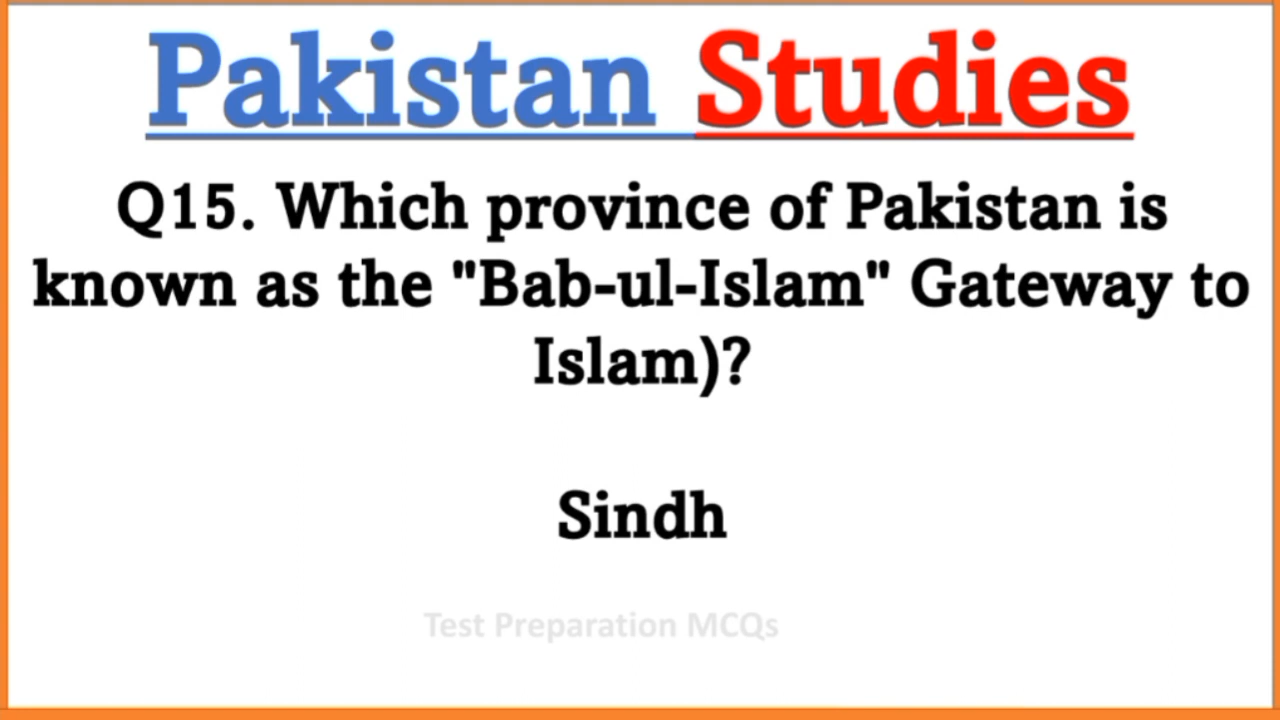 Pakistan Studies
Q15. Which province of Pakistan is
known as the "Bab-ul-Islam" Gateway to
Islam)?
Sindh
Test Preparation MCQs